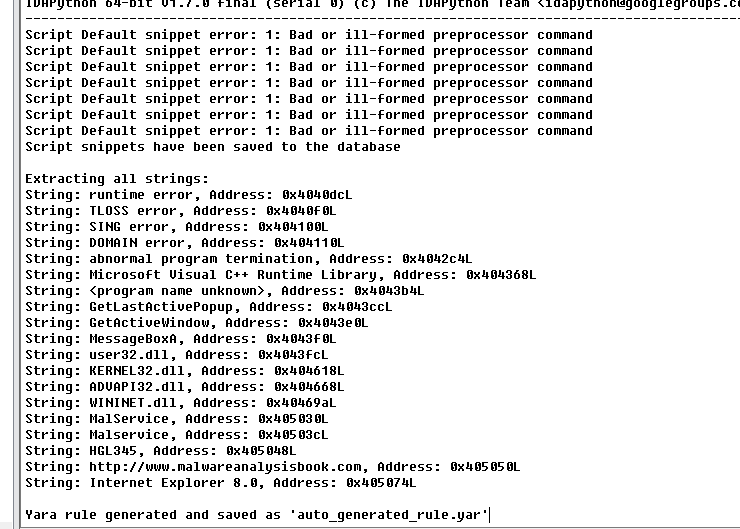 IDAPython 64-bit v1.7.0 final (serial 0) (c) The IDAPython Team <idapython@googlegroups.co
Script Default snippet error: 1: Bad or ill-formed preprocessor command
Script Default snippet error: 1: Bad or ill-formed preprocessor command
Script Default snippet error: 1: Bad or ill-formed preprocessor command
Script Default snippet error: 1: Bad or ill-formed preprocessor command
Script Default snippet error: 1: Bad or ill-formed preprocessor command
Script Default snippet error: 1: Bad or ill-formed preprocessor command
Script Default snippet error: 1: Bad or ill-formed preprocessor command
Script snippets have been saved to the database
Extracting all strings:
String: runtime error, Address: 0x4040dcL
String: TLOSS error, Address: 0x4040f0L
String: SING error, Address: 0x404100L
String: DOMAIN error, Address: 0x404110L
String: abnormal program termination, Address: 0x4042c4L
String: Microsoft Visual C++ Runtime Library, Address: 0x404368L
String: <program name unknown>, Address: 0x4043b4L
String: GetLastActivePopup, Address: 0x4043ccL
String: GetActiveWindow, Address: 0x4043e0L
String: MessageBoxA, Address: 0x4043f0L
String: user32.dll, Address: 0x4043fcL
String: KERNEL32.dll, Address: 0x404618L
String: ADVAPI32.dll, Address: 0x404668L
String: WININET.dll, Address: 0x40469aL
String: MalService, Address: 0x405030L
String: Malservice, Address: 0x40503cL
String: HGL345, Address: 0x405048L
String: http://www.malwareanalysisbook.com, Address: 0x405050L
String: Internet Explorer 8.0, Address: 0x405074L
Yara rule generated and saved as 'auto_generated_rule.yar'